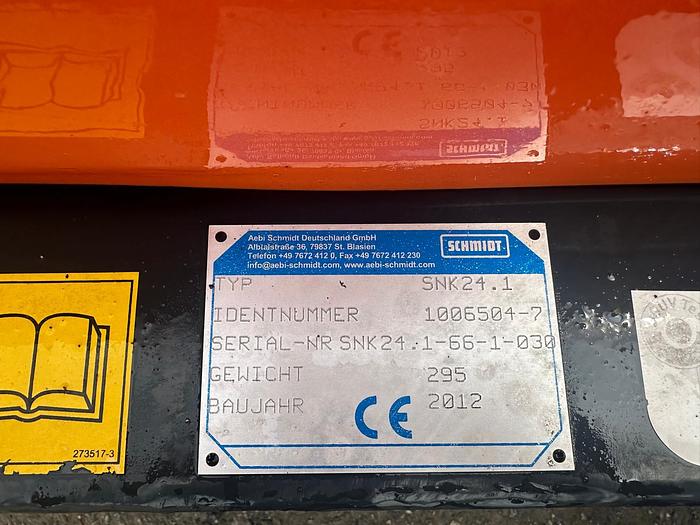 Aebi Schmidt Deutschland GmbH
Albtalstraße 36, 79837 St. Blasien
Telefon +49 7672 412 0, Fax +49 7672 412 230
info@aebi-schmidt.com, www.aebi-schmidt.com
SCHMIDT
TYP SNK24.1
IDENTNUMMER 1006504-7
SERIAL-NR SNK24.1-66-1-030
GEWICHT 295
BAUJAHR 2012
CE
273517-3